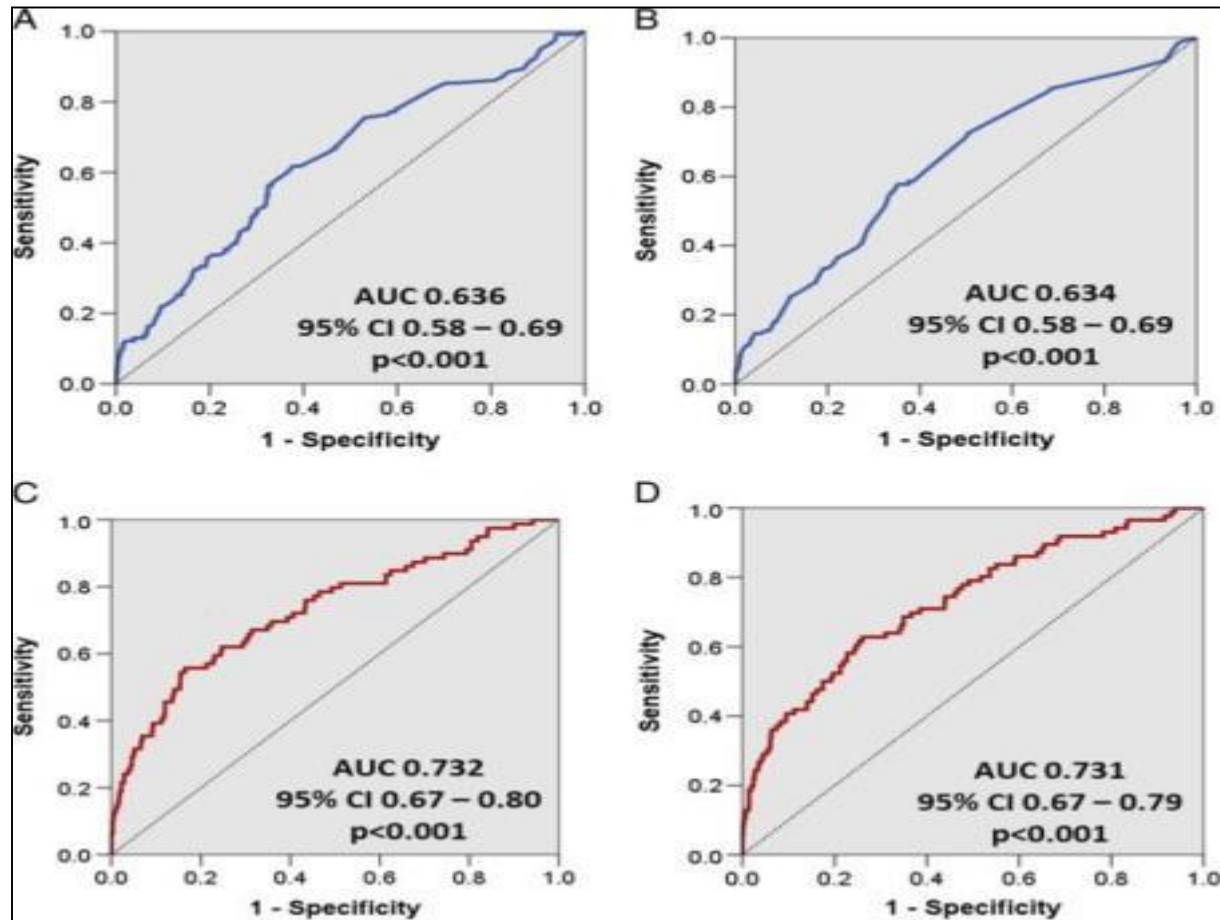 A
1.0
0.8
0.6
0.4
0.2
0.0
Sensitivity
AUC 0.636
95% CI 0.58 – 0.69
p<0.001
0.0 0.2 0.4 0.6 0.8 1.0
1 - Specificity
B
1.0
0.8
0.6
0.4
0.2
0.0
Sensitivity
AUC 0.634
95% CI 0.58 – 0.69
p<0.001
0.0 0.2 0.4 0.6 0.8 1.0
1 - Specificity
C
1.0
0.8
0.6
0.4
0.2
0.0
Sensitivity
AUC 0.732
95% CI 0.67 – 0.80
p<0.001
0.0 0.2 0.4 0.6 0.8 1.0
1 - Specificity
D
1.0
0.8
0.6
0.4
0.2
0.0
Sensitivity
AUC 0.731
95% CI 0.67 – 0.79
p<0.001
0.0 0.2 0.4 0.6 0.8 1.0
1 - Specificity